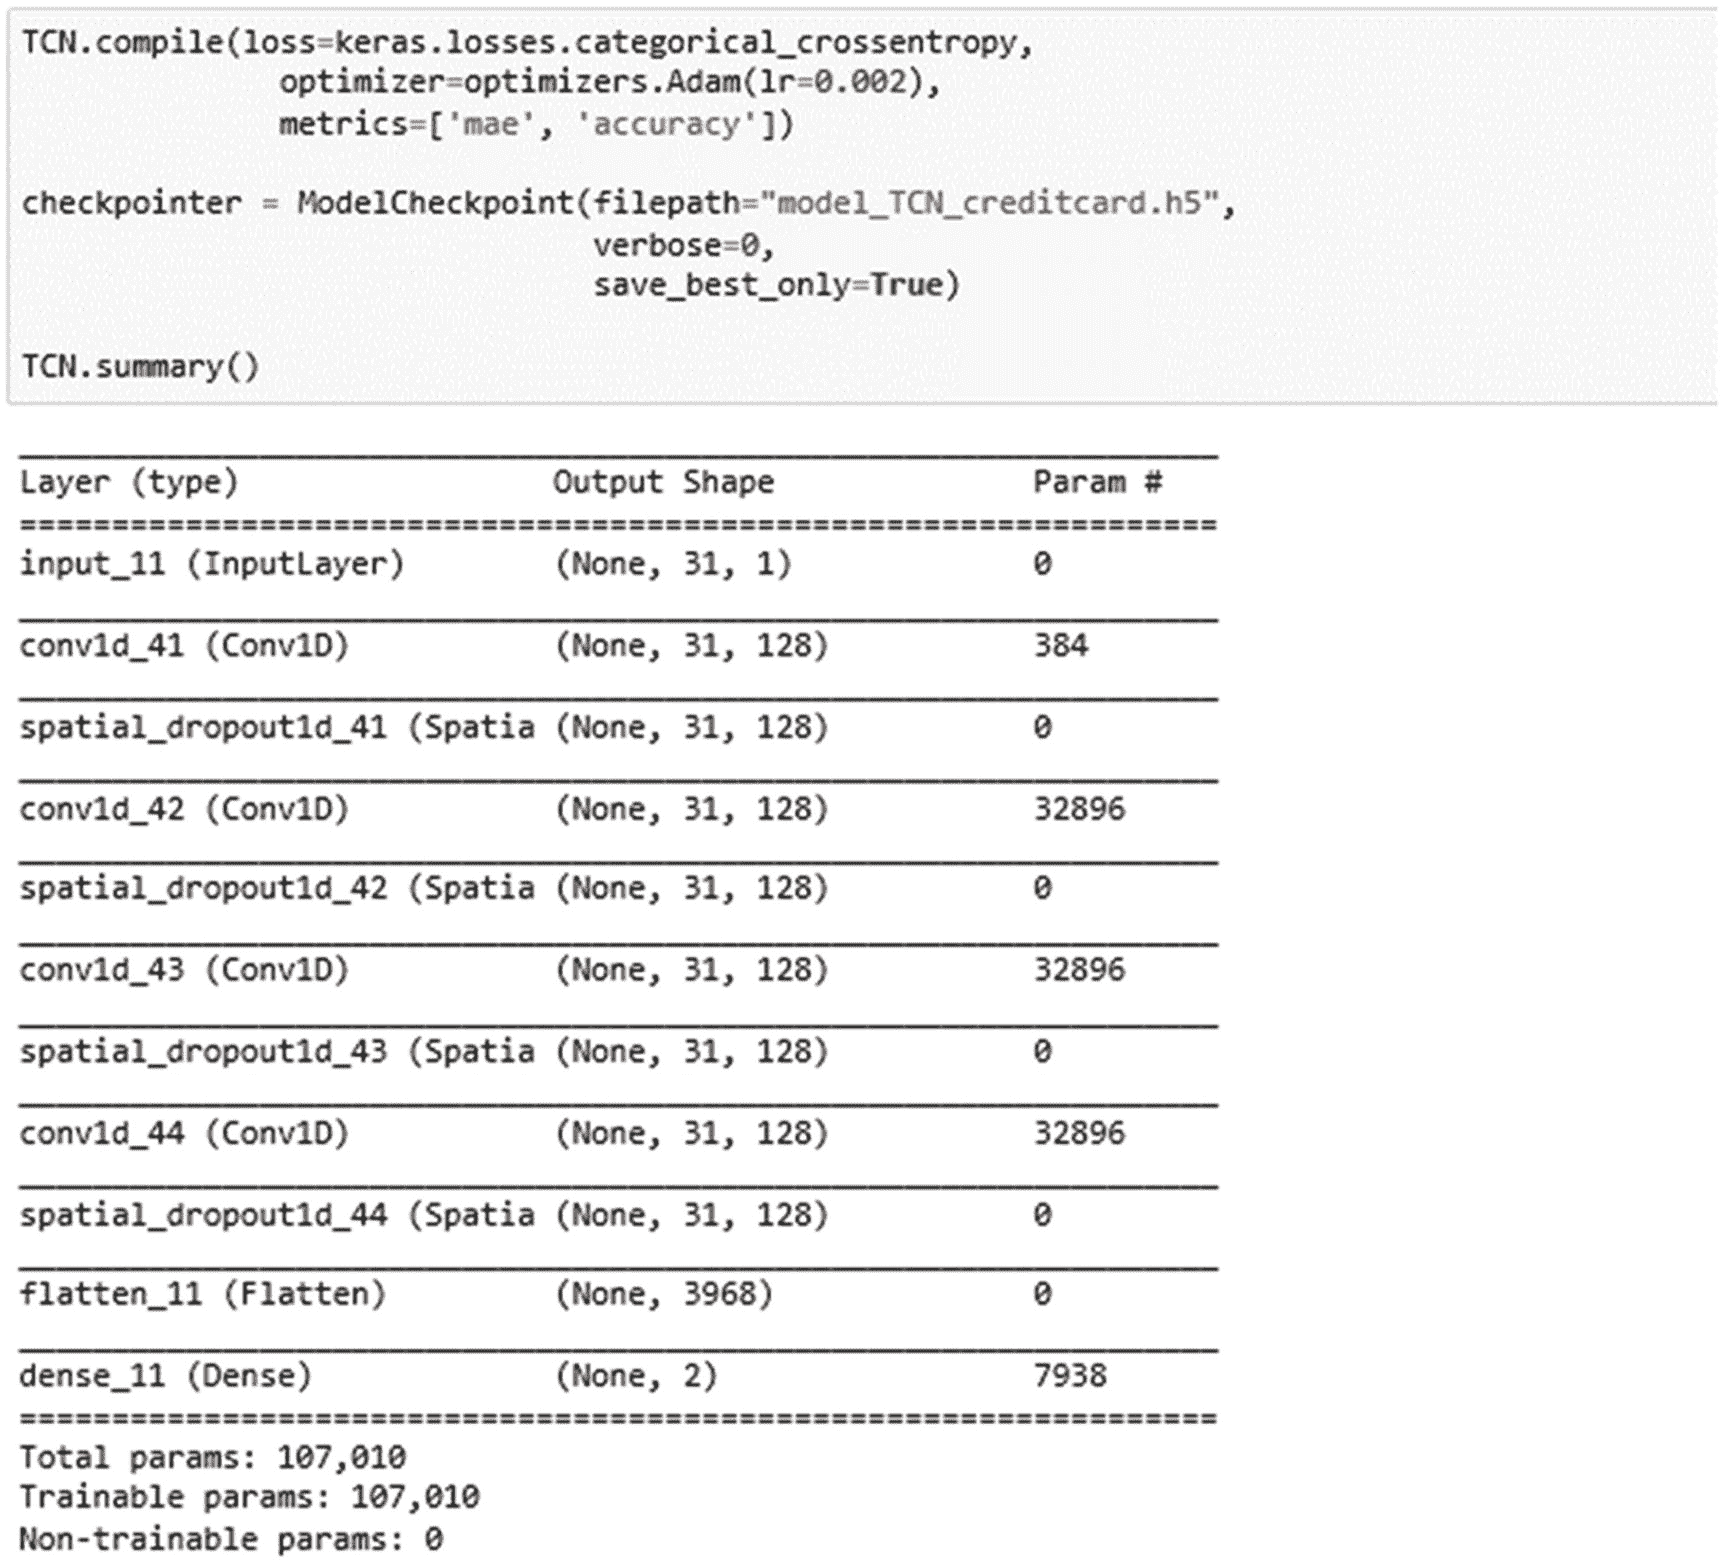 TCN.compile(loss=keras.losses.categorical_crossentropy,
optimizer=optimizers.Adam(lr=0.002),
metrics=['mae', 'accuracy'])
checkpointer = ModelCheckpoint(filepath="model_TCN_creditcard.h5",
verbose=0,
save_best_only=True)
TCN.summary()
Layer (type) Output Shape Param #
input_11 (InputLayer) (None, 31, 1) 0
conv1d_41 (Conv1D) (None, 31, 128) 384
spatial_dropout1d_41 (Spatia (None, 31, 128) 0
conv1d_42 (Conv1D) (None, 31, 128) 32896
spatial_dropout1d_42 (Spatia (None, 31, 128) 0
conv1d_43 (Conv1D) (None, 31, 128) 32896
spatial_dropout1d_43 (Spatia (None, 31, 128) 0
conv1d_44 (Conv1D) (None, 31, 128) 32896
spatial_dropout1d_44 (Spatia (None, 31, 128) 0
flatten_11 (Flatten) (None, 3968) 0
dense_11 (Dense) (None, 2) 7938
Total params: 107,010
Trainable params: 107,010
Non-trainable params: 0